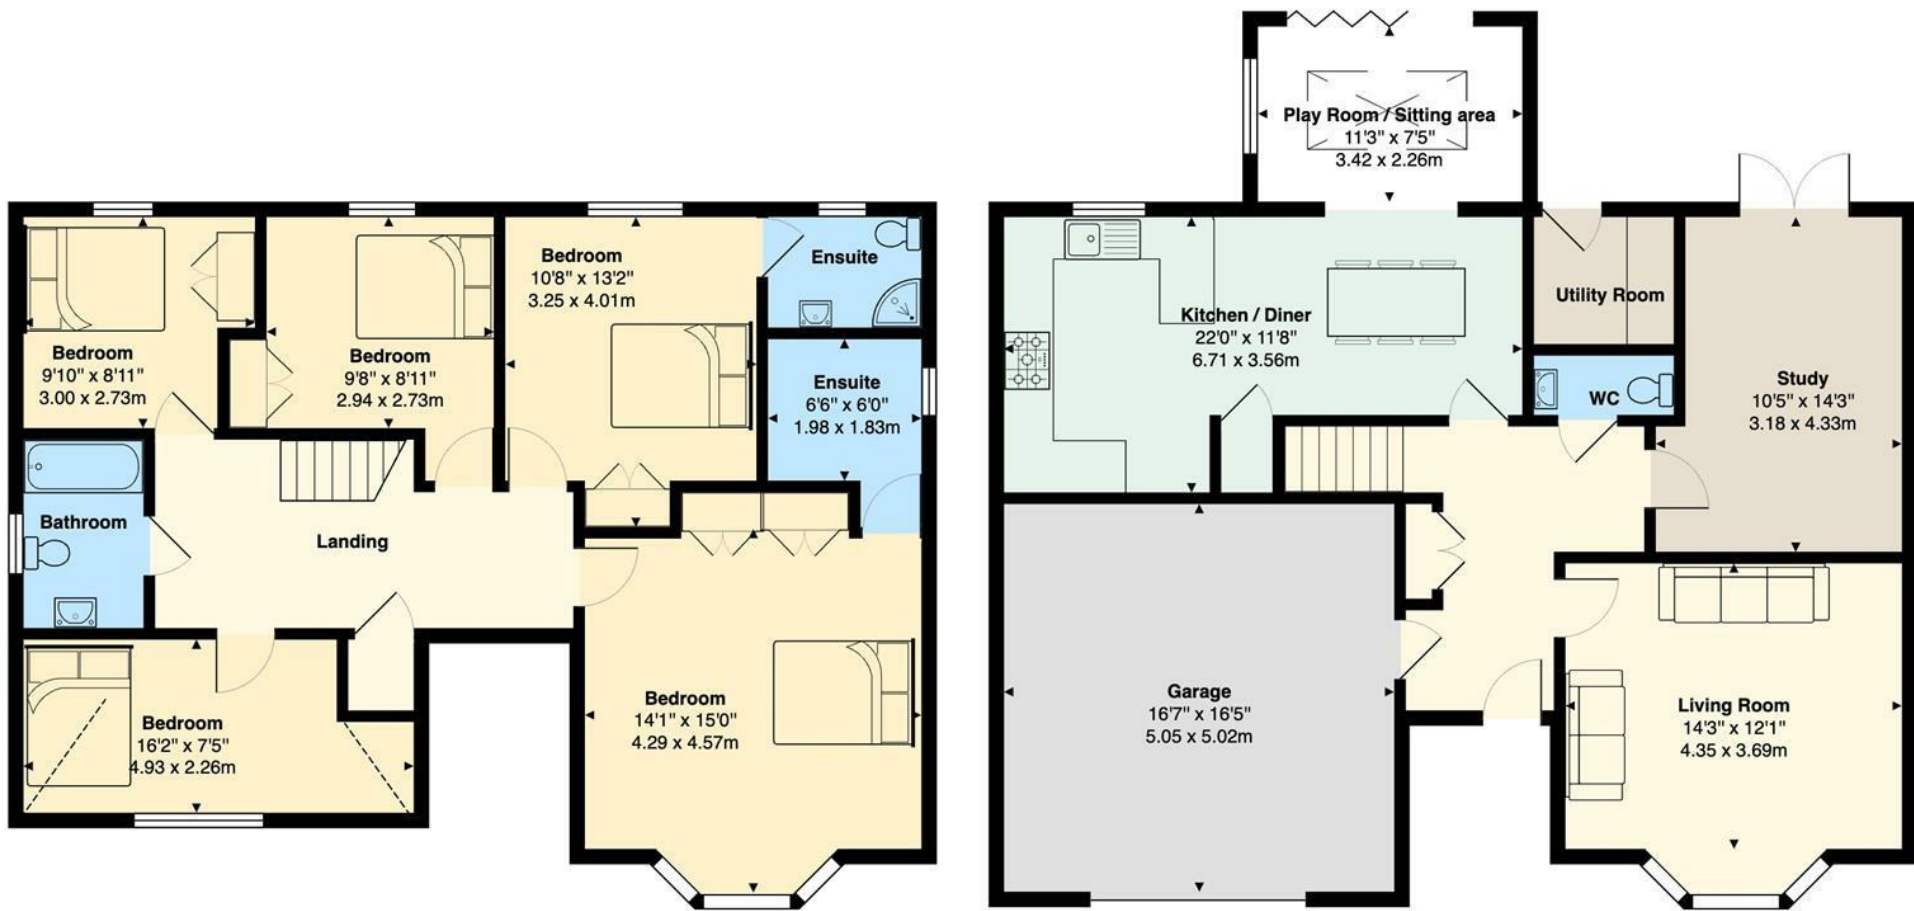 Bedroom
9'10" x 8'11"
3.00 x 2.73m
Bedroom
9'8" x 8'11"
2.94 x 2.73m
Bedroom
10'8" x 13'2"
3.25 x 4.01m
Ensuite
Ensuite
6'6" x 6'0"
1.98 x 1.83m
Bathroom
Landing
Bedroom
16'2" x 7'5"
4.93 x 2.26m
Bedroom
14'1" x 15'0"
4.29 x 4.57m
Play Room / Sitting area
11'3" x 7'5"
3.42 x 2.26m
Kitchen / Diner
22'0" x 11'8"
6.71 x 3.56m
Utility Room
WC
Study
10'5" x 14'3"
3.18 x 4.33m
Garage
16'7" x 16'5"
5.05 x 5.02m
Living Room
14'3" x 12'1"
4.35 x 3.69m